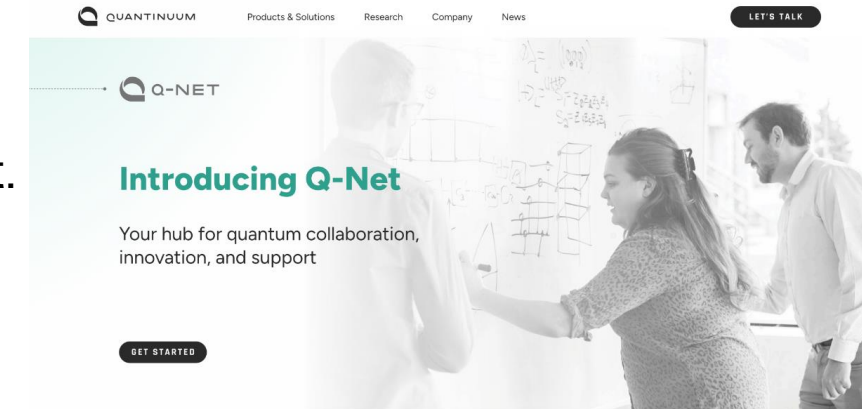 QUANTINUUM
Products & Solutions
Research
Company
News
LET'S TALK
Q-NET
Introducing Q-Net
Your hub for quantum collaboration,
innovation, and support
GET STARTED